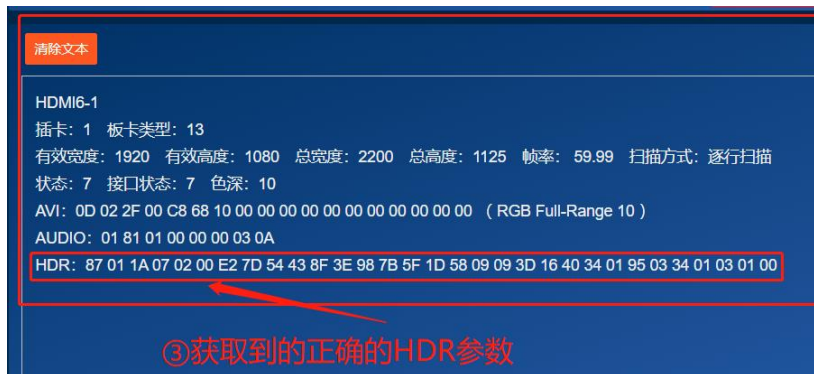 清除文本
HDMI6-1
插卡：1 板卡类型：13
有效宽度：1920 有效高度：1080 总宽度：2200 总高度：1125 帧率： 59.99 扫描方式：逐行扫描
状态：7 接口状态：7 色深：10
AVI：0D 02 2F 00 C8 68 10 00 00 00 00 00 00 00 00 00 00 （RGB Full-Range 10 ）
AUDIO：01 81 01 00 00 00 03 0A
HDR：87 01 1A 07 02 00 E2 7D 54 43 8F 3E 98 7B 5F 1D 58 09 09 3D 16 40 34 01 95 03 34 01 03 01 00
③获取到的正确的HDR参数